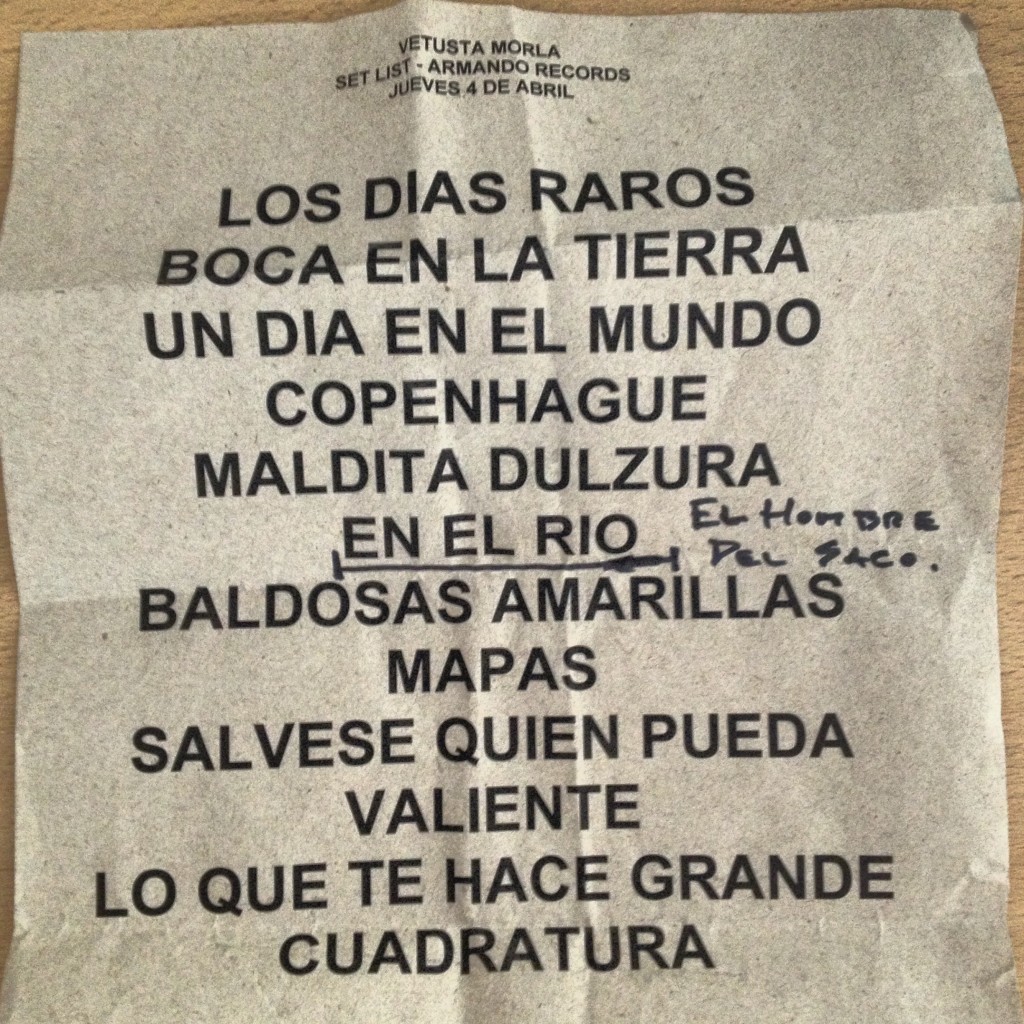 VETUSTA MORLA
SET LIST - ARMANDO RECORDS
JUEVES 4 DE ABRIL
LOS DIAS RAROS
BOCA EN LA TIERRA
UN DIA EN EL MUNDO
COPENHAGUE
MALDITA DULZURA
EN EL RIO
EL HOMBRE
DEL SACO.
BALDOSAS AMARILLAS
MAPAS
SALVESE QUIEN PUEDA
VALIENTE
LO QUE TE HACE GRANDE
CUADRATURA